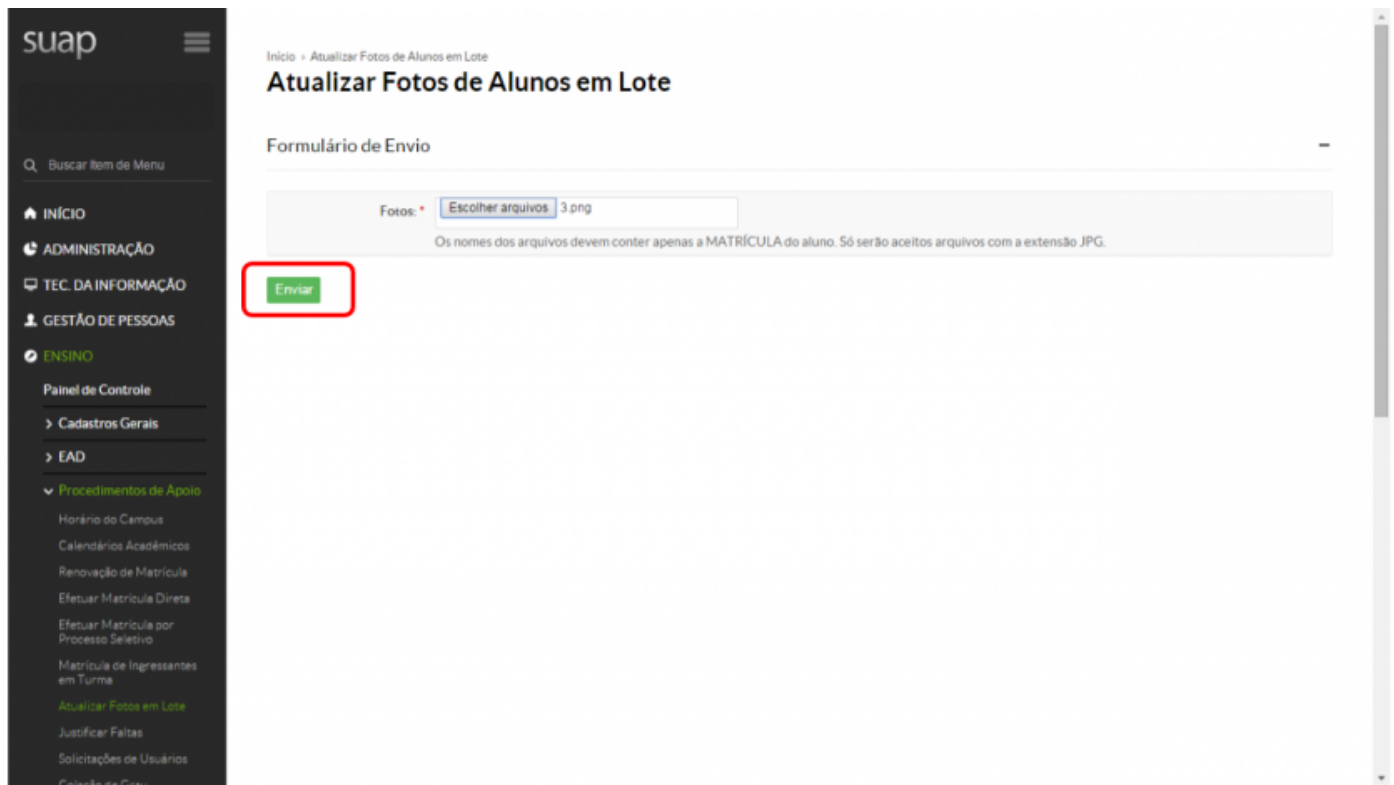 suap
Buscar Item de Menu
INÍCIO
ADMINISTRAÇÃO
TEC. DA INFORMAÇÃO
GESTÃO DE PESSOAS
ENSINO
Painel de Controle
Cadastros Gerais
EAD
Procedimentos de Apoio
Horário do Campus
Calendários Acadêmicos
Renovação de Matrícula
Efetuar Matrícula Direta
Efetuar Matrícula por
Processo Seletivo
Matrícula de Ingressantes
em Turma
Atualizar Fotos em Lote
Justificar Faltas
Solicitações de Usuários
Início » Atualizar Fotos de Alunos em Lote
Atualizar Fotos de Alunos em Lote
Formulário de Envio
Fotos: * Escolher arquivos 3.png
Os nomes dos arquivos devem conter apenas a MATRÍCULA do aluno. Só serão aceitos arquivos com a extensão JPG.
Enviar